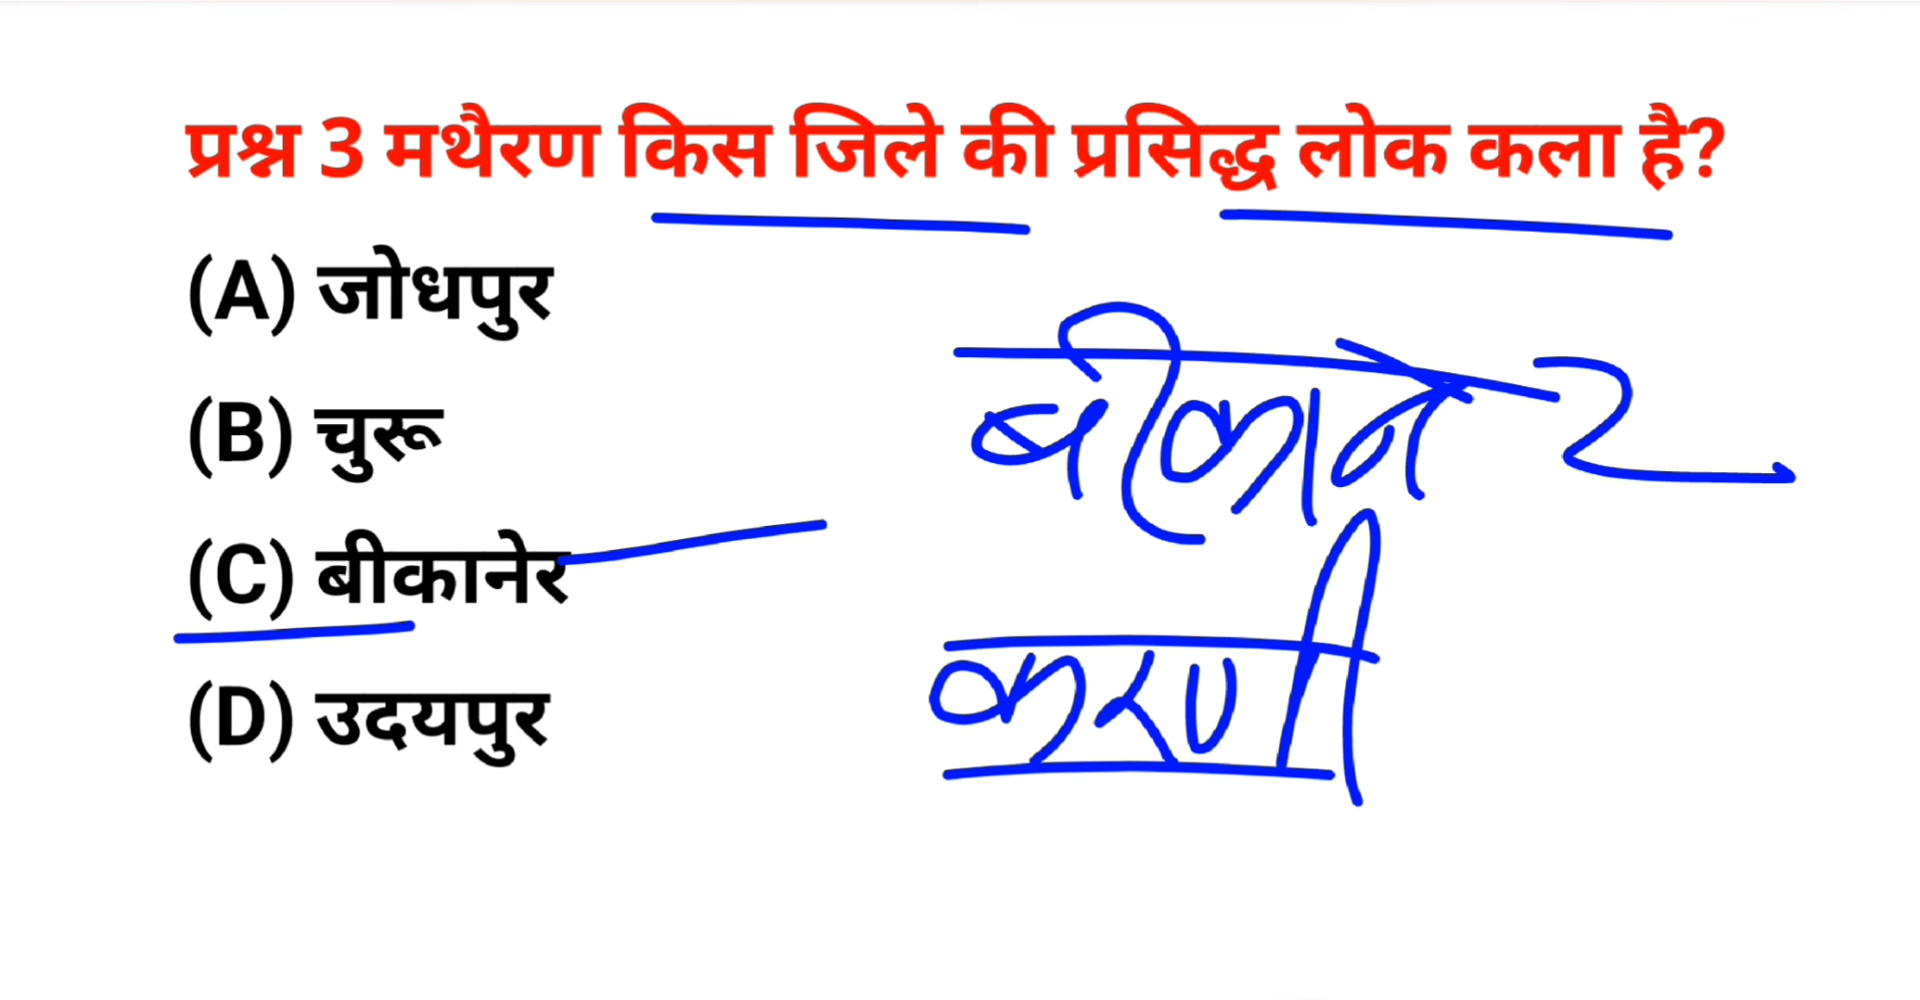 प्रश्न 3 मथैरण किस जिले की प्रसिद्ध लोक कला है?
(A) जोधपुर
(B) चुरू
(C) बीकानेर
(D) उदयपुर
बीकानेर
करणी